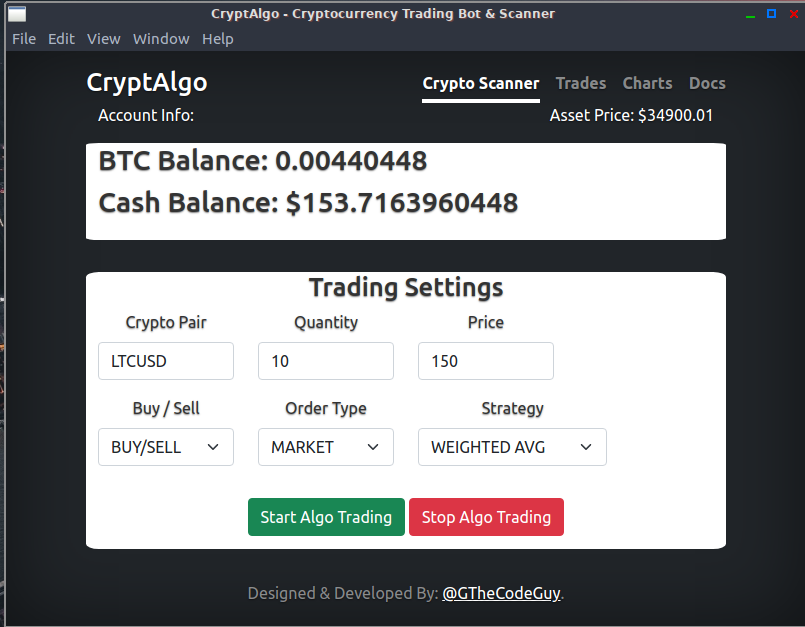 CryptAlgo - Cryptocurrency Trading Bot & Scanner
File Edit View Window Help
CryptAlgo
Crypto Scanner Trades Charts Docs
Account Info: Asset Price: $34900.01
BTC Balance: 0.00440448
Cash Balance: $153.7163960448
Trading Settings
Crypto Pair Quantity Price
LTCUSD 10 150
Buy / Sell Order Type Strategy
BUY/SELL MARKET WEIGHTED AVG
Start Algo Trading Stop Algo Trading
Designed & Developed By: @GTheCodeGuy.